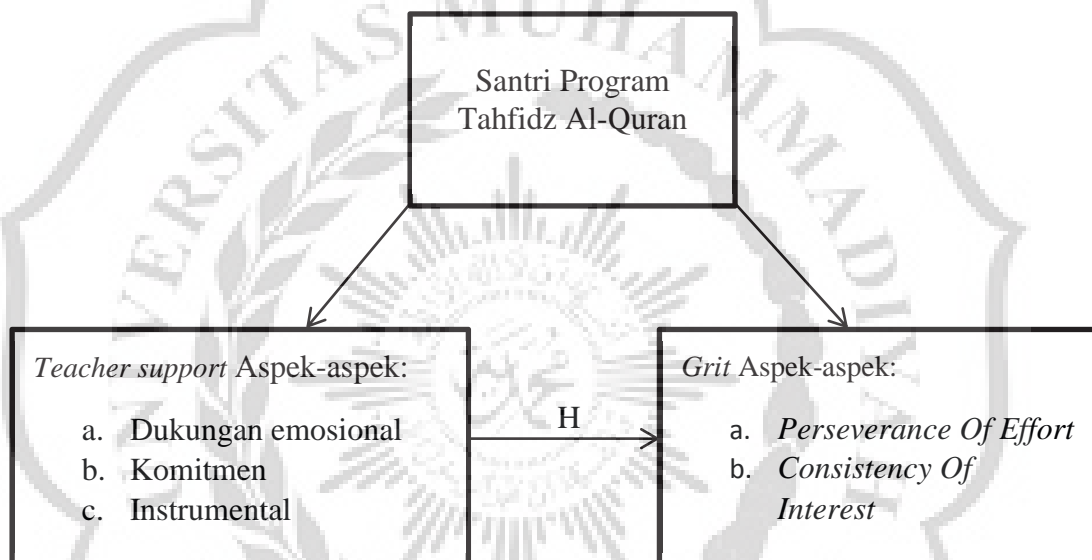 Santri Program
Tahfidz Al-Quran
Teacher support Aspek-aspek:
a. Dukungan emosional
b. Komitmen
c. Instrumental
H
Grit Aspek-aspek:
a. Perseverance Of Effort
b. Consistency Of
Interest